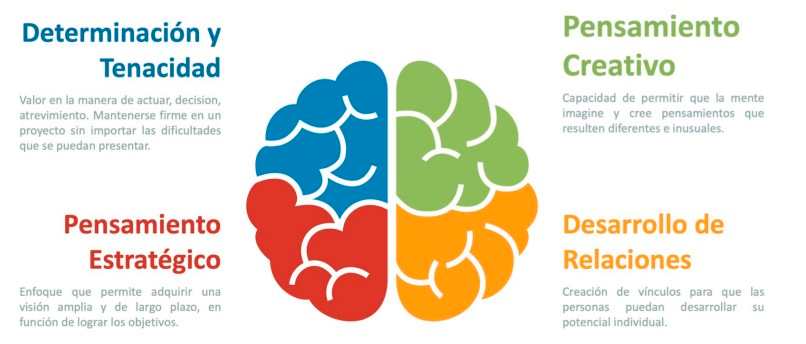 Determinación y
Tenacidad
Valor en la manera de actuar, decision,
atrevimiento. Mantenerse firme en un
proyecto sin importar las dificultades
que se puedan presentar.
Pensamiento
Creativo
Capacidad de permitir que la mente
imagine y cree pensamientos que
resulten diferentes e inusuales.
Pensamiento
Estratégico
Enfoque que permite adquirir una
visión amplia y de largo plazo, en
función de lograr los objetivos.
Desarrollo de
Relaciones
Creación de vínculos para que las
personas puedan desarrollar su
potencial individual.